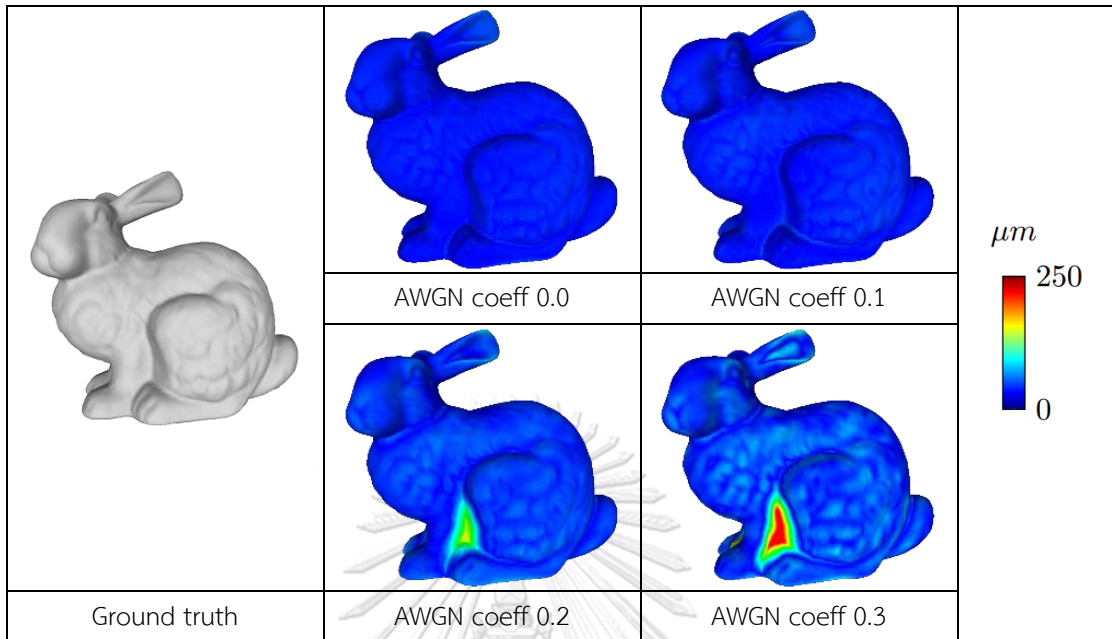 AWGN coeff 0.0
AWGN coeff 0.1
μm
250
0
Ground truth
AWGN coeff 0.2
AWGN coeff 0.3